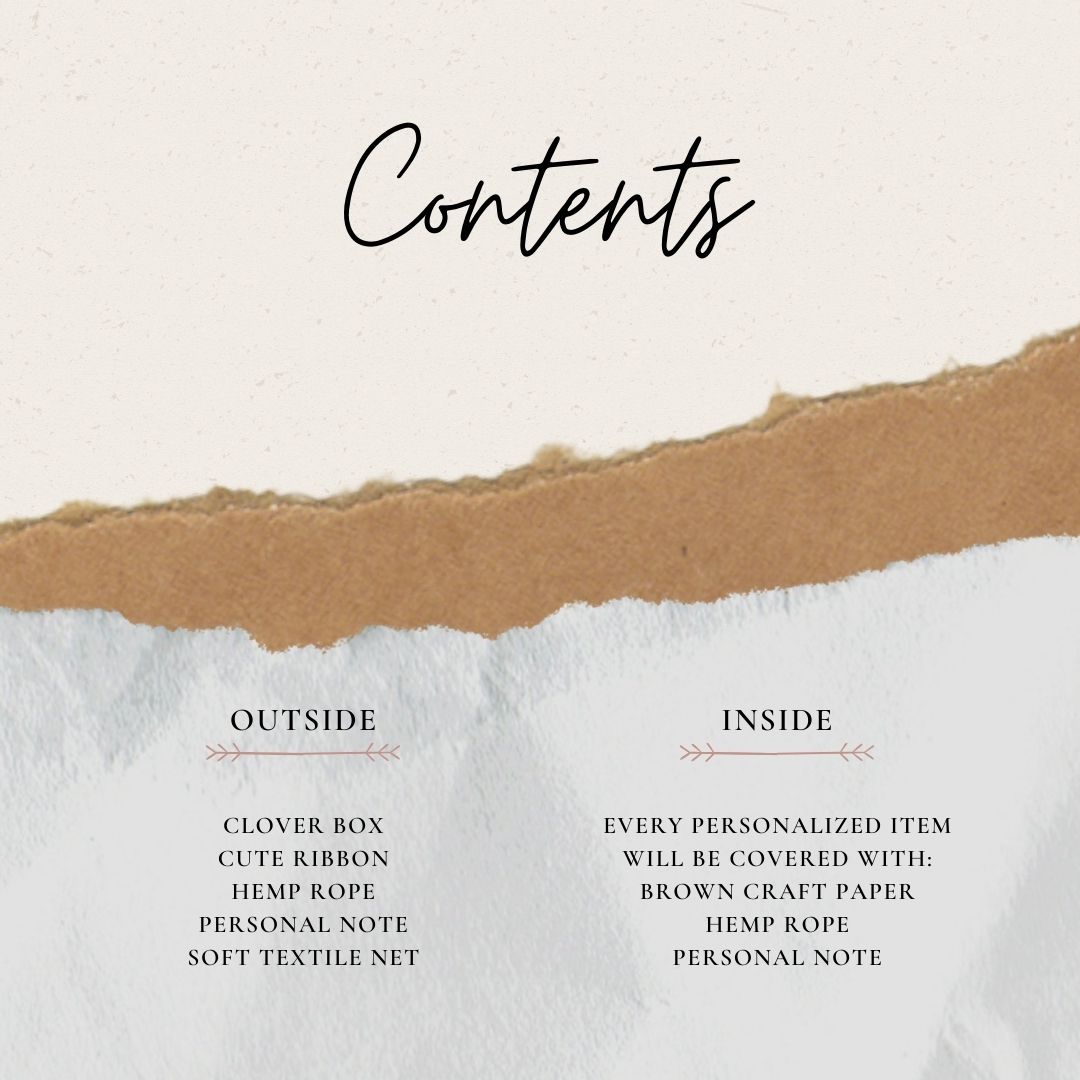 Contents
OUTSIDE
CLOVER BOX
CUTE RIBBON
HEMP ROPE
PERSONAL NOTE
SOFT TEXTILE NET
INSIDE
EVERY PERSONALIZED ITEM
WILL BE COVERED WITH:
BROWN CRAFT PAPER
HEMP ROPE
PERSONAL NOTE